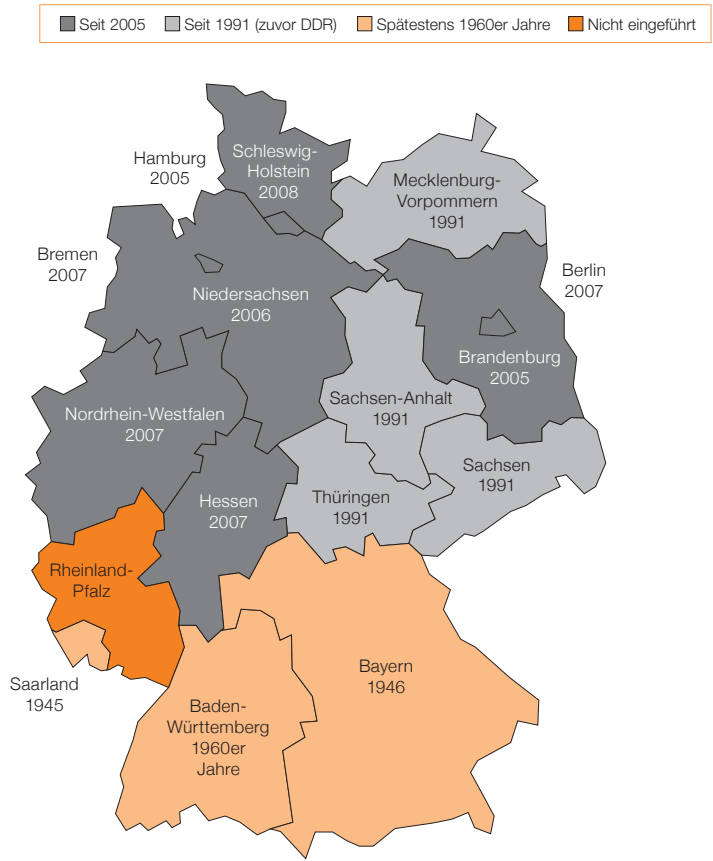 Seit 2005 Seit 1991 (zuvor DDR) Spätestens 1960er Jahre Nicht eingeführt
Hamburg
2005
Schleswig-
Holstein
2008
Mecklenburg-
Vorpommern
1991
Bremen
2007
Niedersachsen
2006
Berlin
2007
Brandenburg
2005
Sachsen-Anhalt
1991
Nordrhein-Westfalen
2007
Sachsen
1991
Hessen
2007
Thüringen
1991
Rheinland-
Pfalz
Saarland
1945
Bayern
1946
Baden-
Württemberg
1960er
Jahre